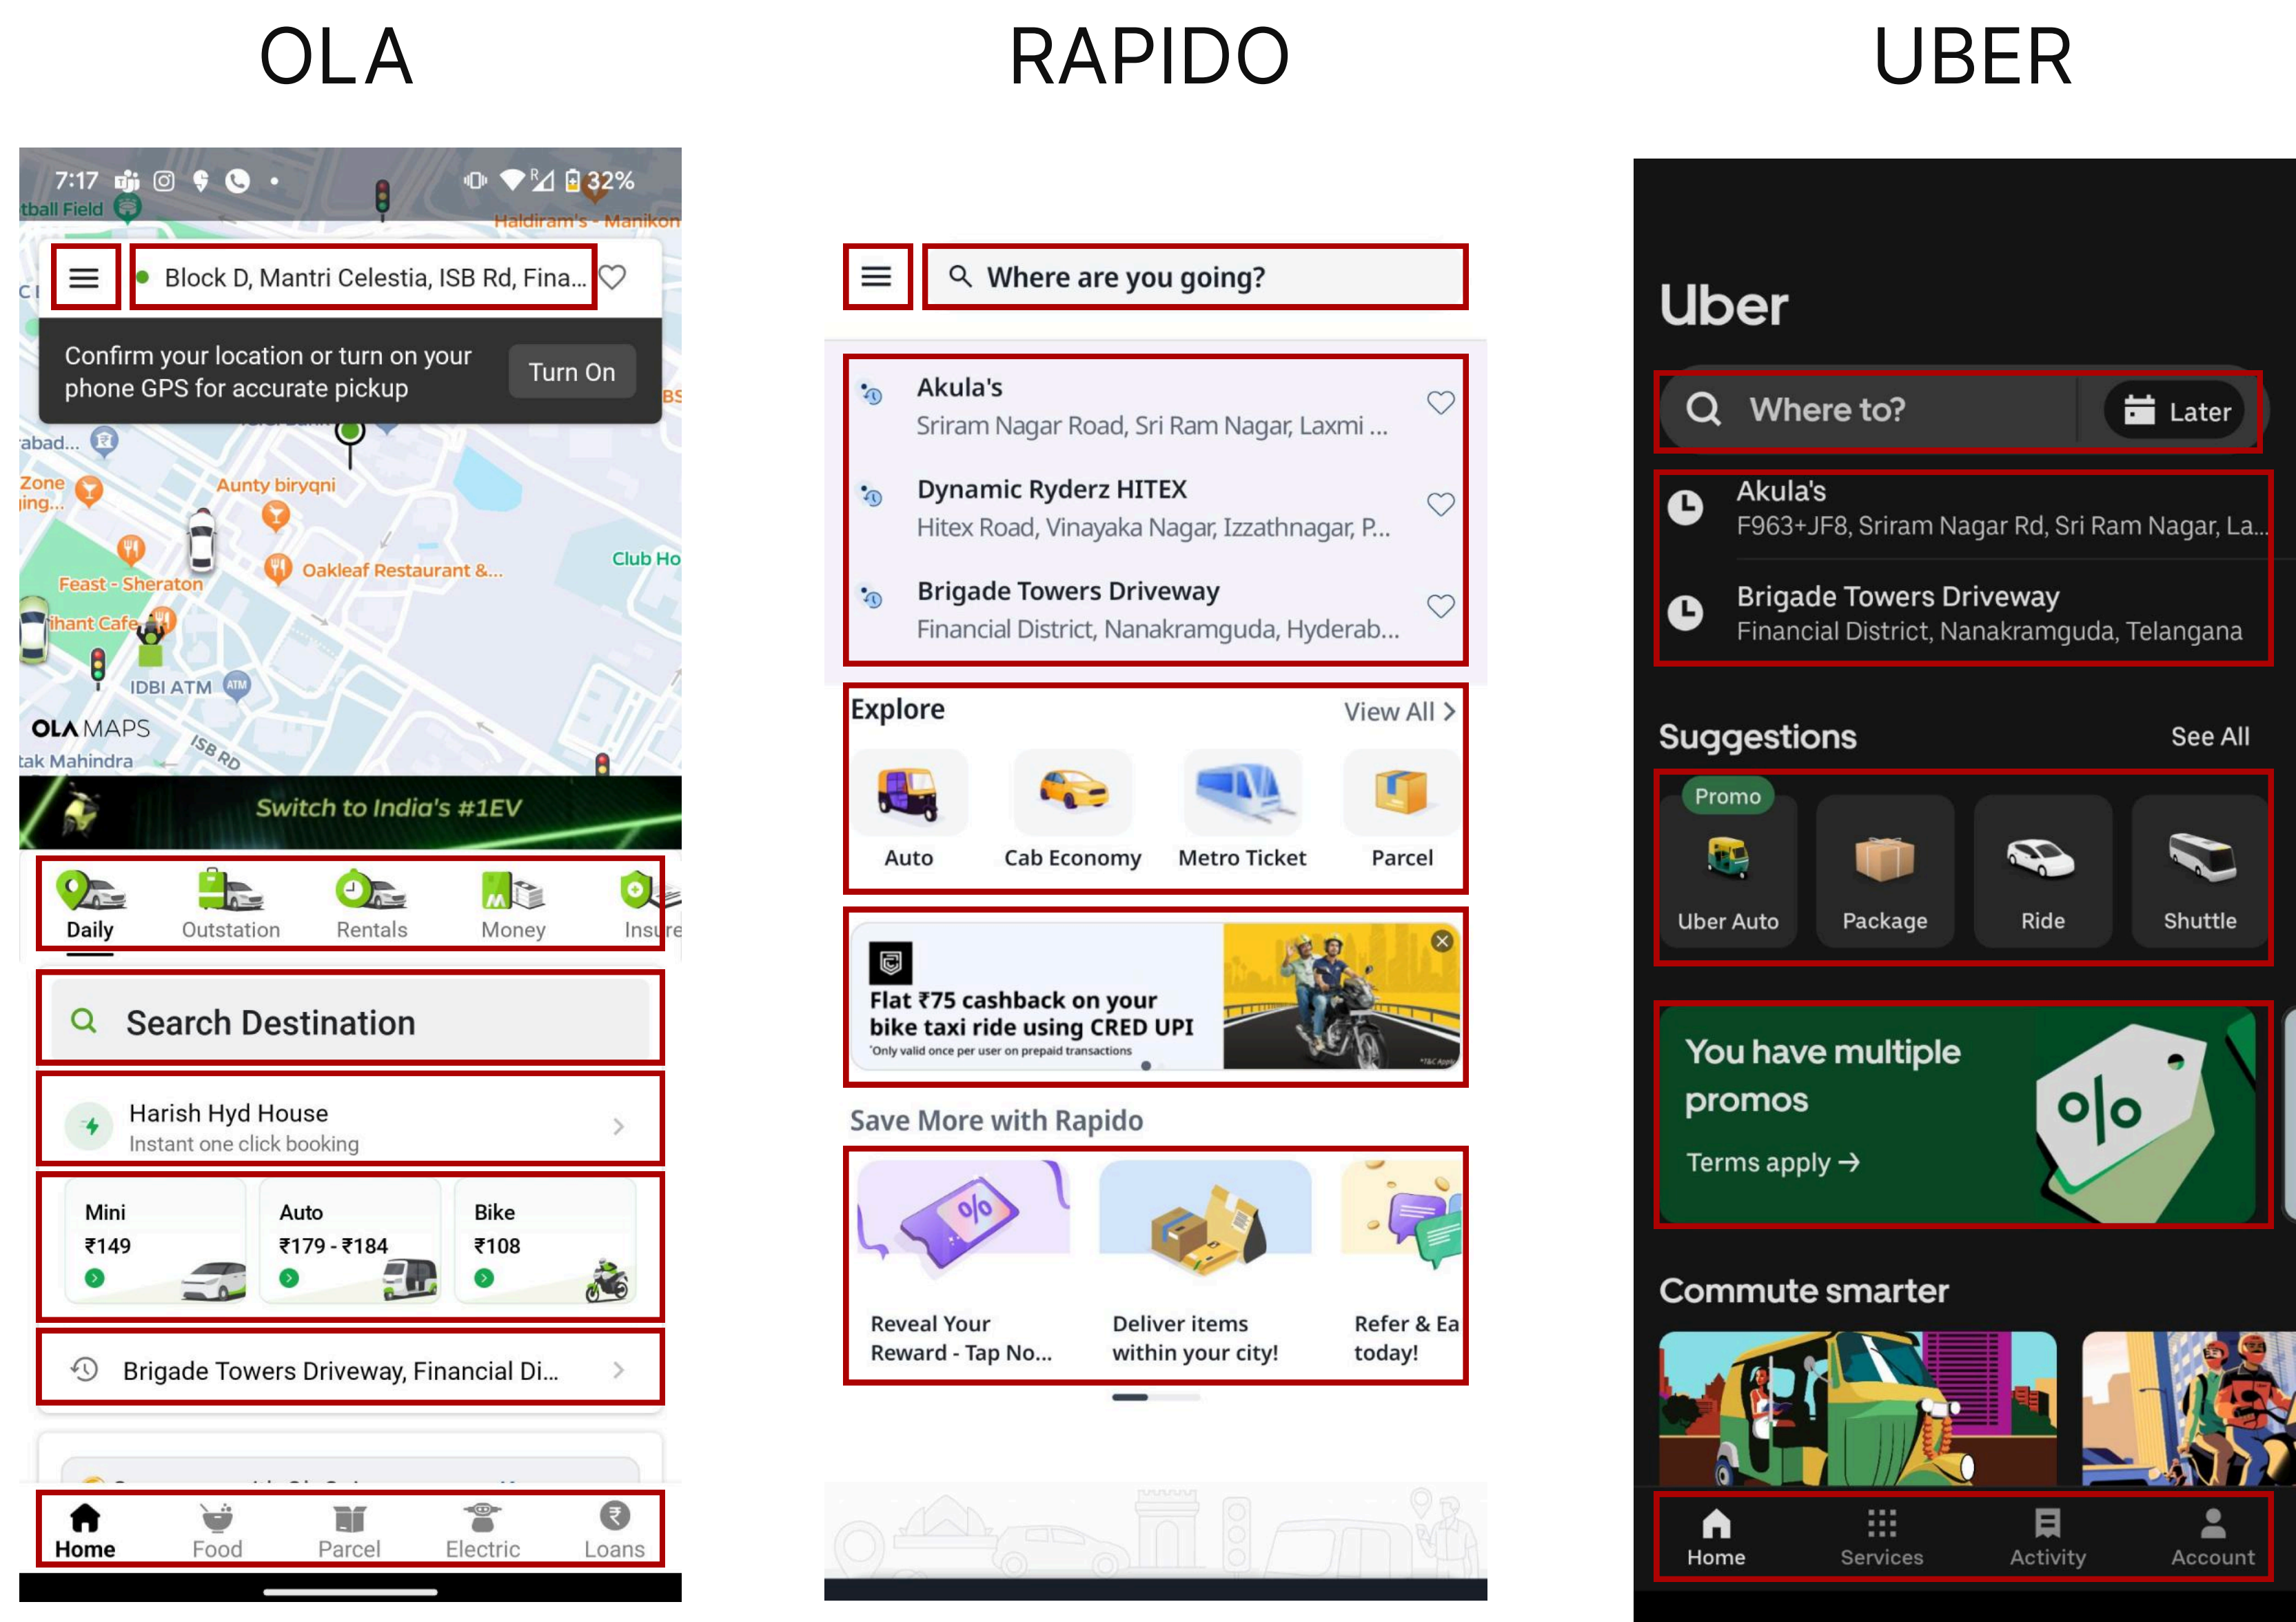 OLA
7:17
R
32%
tball Field
Haldiram's - Manikon
Block D, Mantri Celestia, ISB Rd, Fina...
Confirm your location or turn on your
phone GPS for accurate pickup
Turn On
abad...
Zone
Aunty biryqni
Oakleaf Restaurant &...
Club Ho
Feast - Sheraton
ihant Cafe
IDBI ATM
ATM
OLA MAPS
ISB RD
tak Mahindra
Switch to India's #1EV
Daily
Outstation
Rentals
Money
Insure
Search Destination
Harish Hyd House
Instant one click booking
Mini
₹149
Auto
₹179 - ₹184
Bike
₹108
Brigade Towers Driveway, Financial Di...
Home
Food
Parcel
Electric
Loans
RAPIDO
Where are you going?
Akula's
Sriram Nagar Road, Sri Ram Nagar, Laxmi ...
Dynamic Ryderz HITEX
Hitex Road, Vinayaka Nagar, Izzathnagar, P...
Brigade Towers Driveway
Financial District, Nanakramguda, Hyderab...
Explore
View All >
Auto
Cab Economy
Metro Ticket
Parcel
Flat ₹75 cashback on your
bike taxi ride using CRED UPI
*Only valid once per user on prepaid transactions
*T&C Apply
Save More with Rapido
%
Reveal Your
Reward - Tap No...
Deliver items
within your city!
Refer & Ea
today!
UBER
Uber
Where to?
Later
Akula's
F963+JF8, Sriram Nagar Rd, Sri Ram Nagar, La...
Brigade Towers Driveway
Financial District, Nanakramguda, Telangana
Suggestions
See All
Promo
Uber Auto
Package
Ride
Shuttle
You have multiple
promos
Terms apply →
%
Commute smarter
Home
Services
Activity
Account